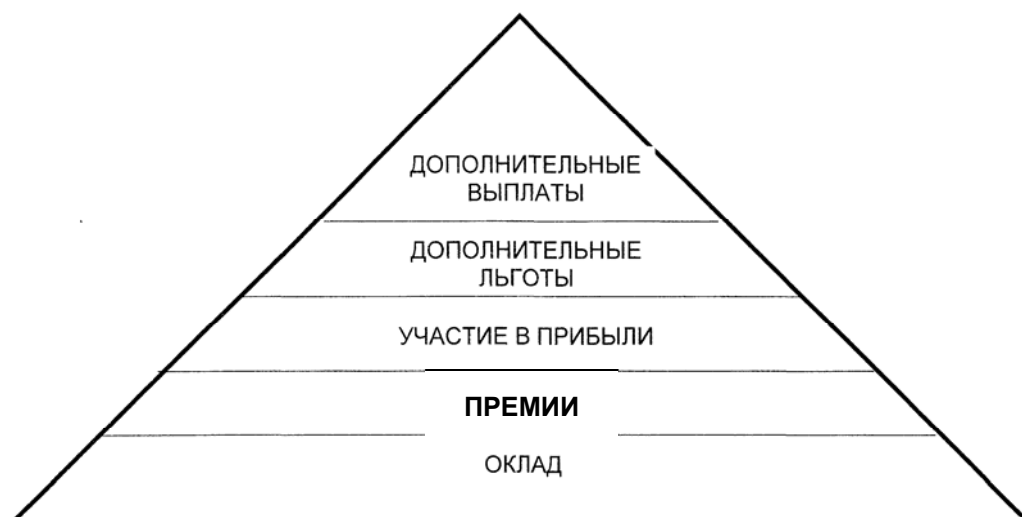 ДОПОЛНИТЕЛЬНЫЕ
ВЫПЛАТЫ
ДОПОЛНИТЕЛЬНЫЕ
ЛЬГОТЫ
УЧАСТИЕ В ПРИБЫЛИ
ПРЕМИИ
ОКЛАД